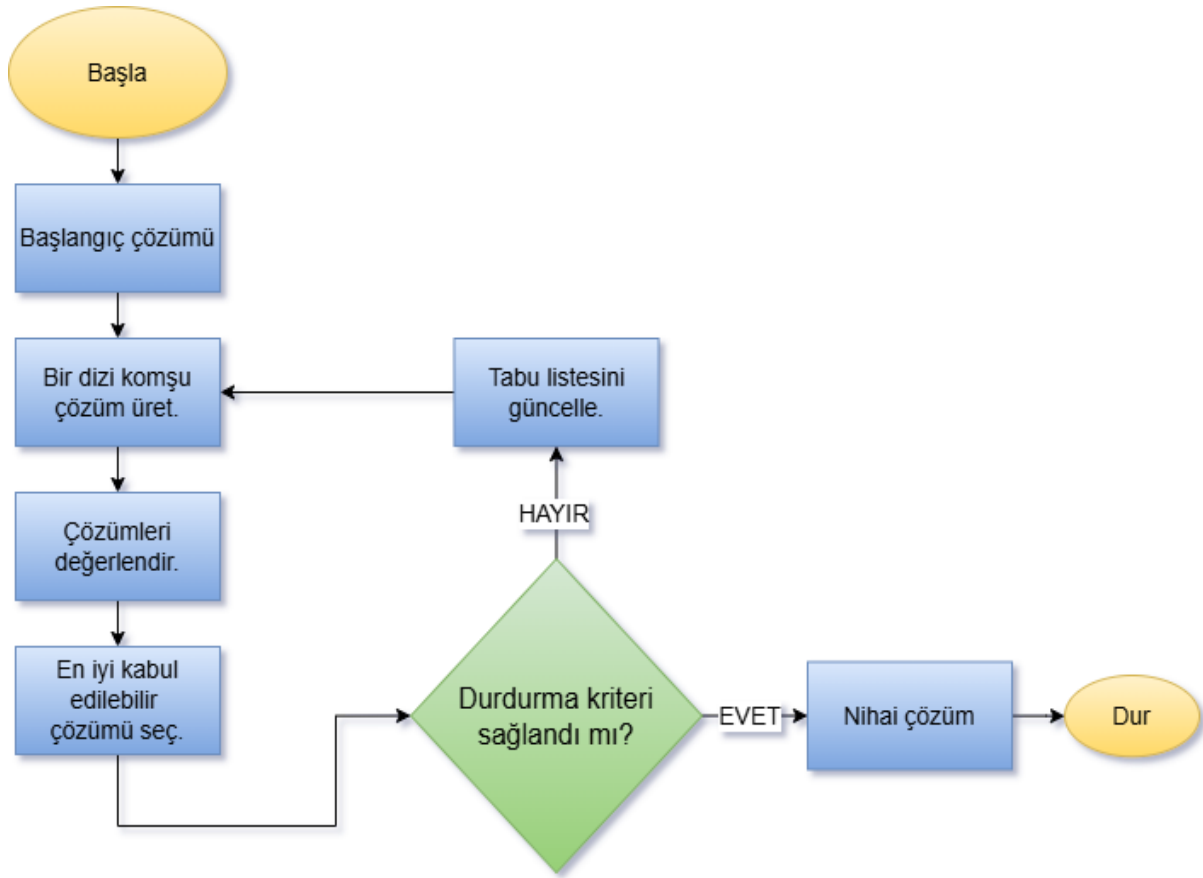 Başla
Başlangıç çözümü
Bir dizi komşu
çözüm üret.
Tabu listesini
güncelle.
HAYIR
Çözümleri
değerlendir.
En iyi kabul
edilebilir
çözümü seç.
Durdurma kriteri
sağlandı mı?
EVET
Nihai çözüm
Dur